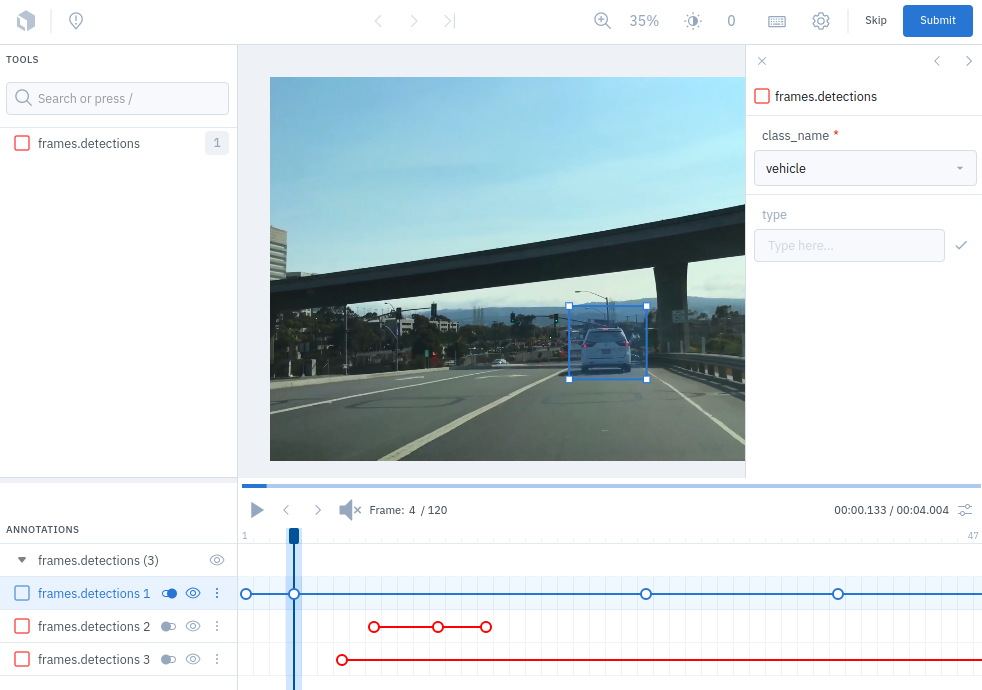 35%
0
Skip
Submit
TOOLS
Search or press /
frames.detections
1
frames.detections
class_name *
vehicle
type
Type here...
Frame: 4 / 120
00:00.133 / 00:04.004
1
47
ANNOTATIONS
frames.detections (3)
frames.detections 1
frames.detections 2
frames.detections 3